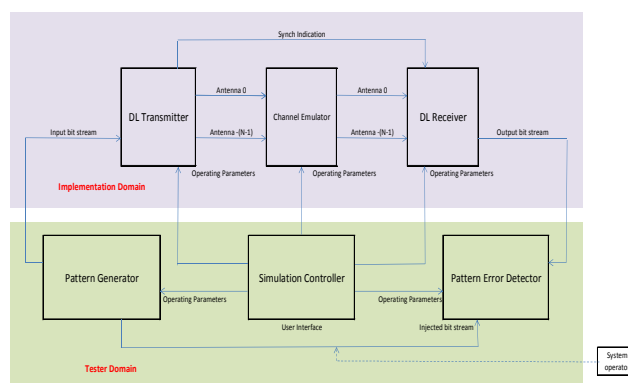 Synch Indication
DL Transmitter
Antenna 0
Antenna -(N-1)
Channel Emulator
Antenna 0
Antenna -(N-1)
DL Receiver
Input bit stream
Output bit stream
Operating Parameters
Operating Parameters
Operating Parameters
Implementation Domain
Pattern Generator
Simulation Controller
Pattern Error Detector
Operating Parameters
Operating Parameters
User Interface
Injected bit stream
Tester Domain
System
operato